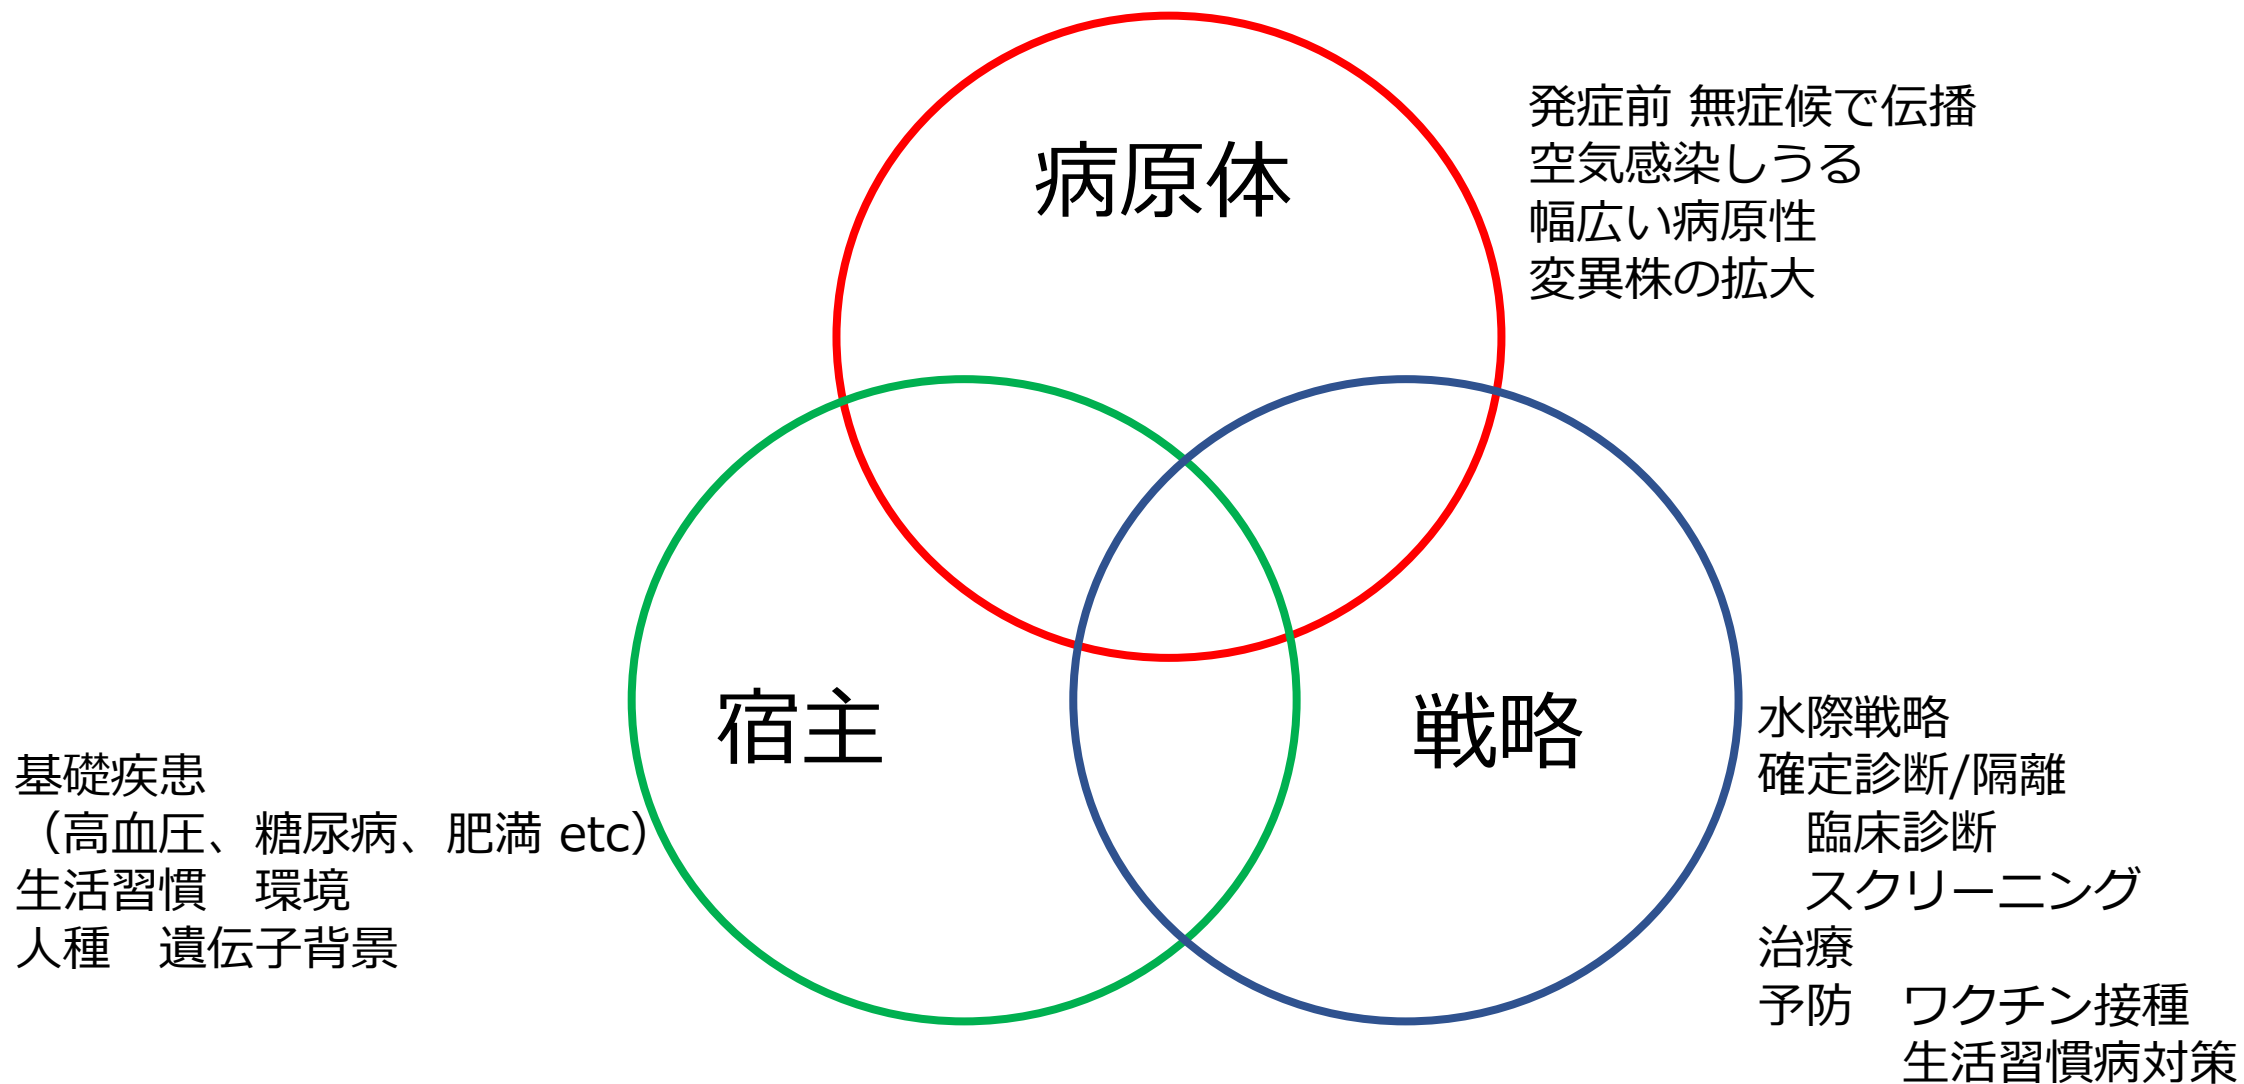 病原体
発症前 無症候で伝播
空気感染しうる
幅広い病原性
変異株の拡大
宿主
基礎疾患
（高血圧、糖尿病、肥満 etc）
生活習慣　環境
人種　遺伝子背景
戦略
水際戦略
確定診断/隔離
　臨床診断
　スクリーニング
治療
予防　ワクチン接種
　　　生活習慣病対策